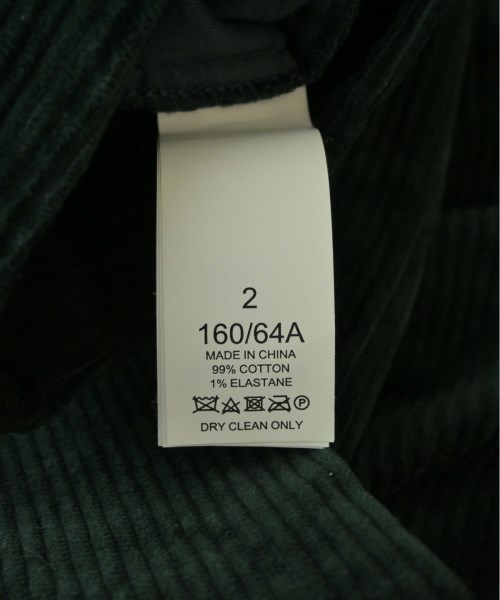 2
160/64A
MADE IN CHINA
99% COTTON
1% ELASTANE
P
DRY CLEAN ONLY